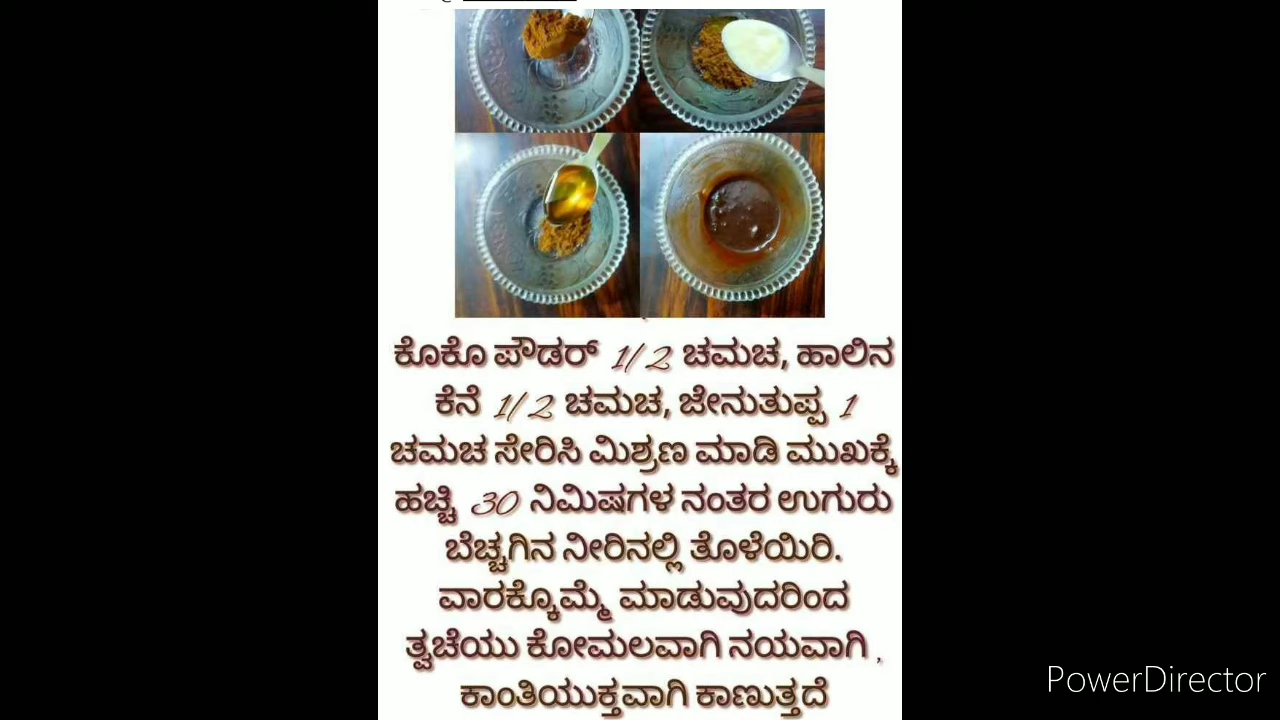 ಕೊಕೊ ಪೌಡರ್ 1/2 ಚಮಚ, ಹಾಲಿನ
ಕೆನೆ 1/2 ಚಮಚ, ಜೇನುತುಪ್ಪ 1
ಚಮಚ ಸೇರಿಸಿ ಮಿಶ್ರಣ ಮಾಡಿ ಮುಖಕ್ಕೆ
ಹಚ್ಚಿ 30 ನಿಮಿಷಗಳ ನಂತರ ಉಗುರು
ಬೆಚ್ಚಗಿನ ನೀರಿನಲ್ಲಿ ತೊಳೆಯಿರಿ.
ವಾರಕ್ಕೊಮ್ಮೆ ಮಾಡುವುದರಿಂದ
ತ್ವಚೆಯು ಕೋಮಲವಾಗಿ ನಯವಾಗಿ ,
ಕಾಂತಿಯುಕ್ತವಾಗಿ ಕಾಣುತ್ತದೆ
PowerDirector